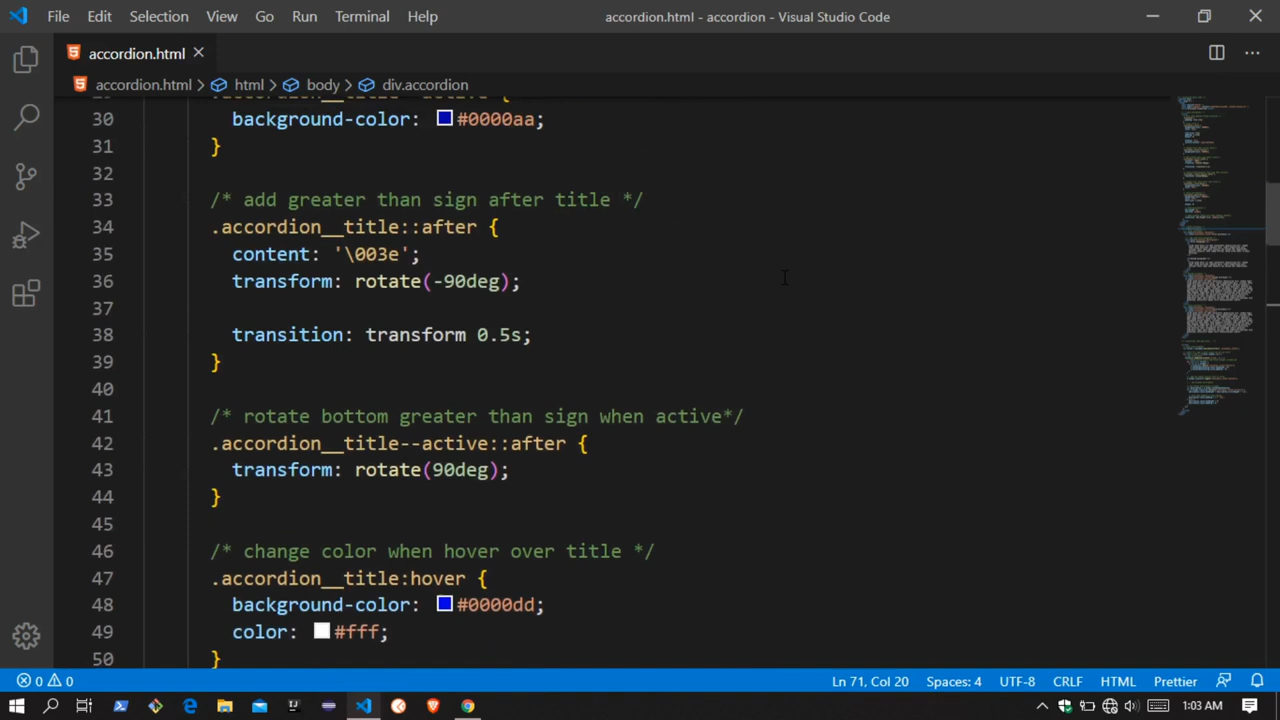 File Edit Selection View Go Run Terminal Help accordion.html - accordion - Visual Studio Code
accordion.html
accordion.html > html > body > div.accordion
30 background-color: #0000aa;
31 }
32
33 /* add greater than sign after title */
34 .accordion__title::after {
35 content: '\003e';
36 transform: rotate(-90deg);
37
38 transition: transform 0.5s;
39 }
40
41 /* rotate bottom greater than sign when active*/
42 .accordion__title--active::after {
43 transform: rotate(90deg);
44 }
45
46 /* change color when hover over title */
47 .accordion__title:hover {
48 background-color: #0000dd;
49 color: #fff;
50 }
0 0 Ln 71, Col 20 Spaces: 4 UTF-8 CRLF HTML Prettier
1:03 AM